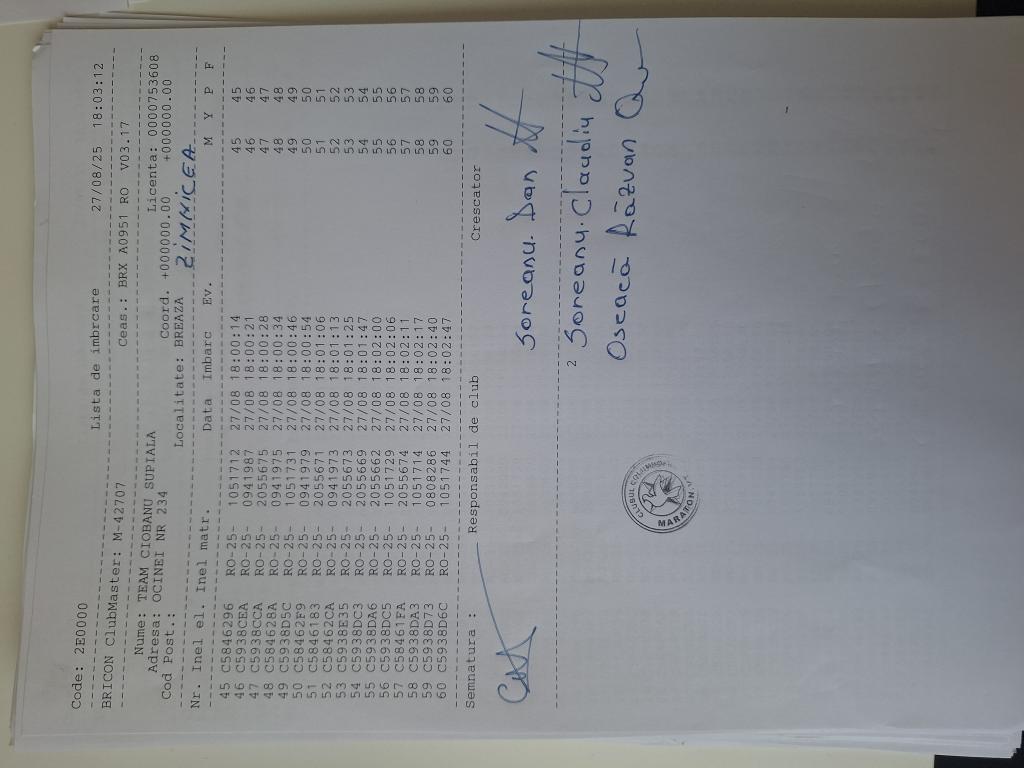 Code: 2E0000
Lista de imbrcare 27/08/25 18:03:12
BRICON ClubMaster: M-42707 Ceas.: BRX A0951 RO V03.17
Nume: TEAM CIOBANU SUPIALA Licenta: 0000753608
Adresa: OCINEI NR 234 Coord. +000000.00 +000000.00
Cod Post.: Localitate: BREAZA ZIMNICEA
Nr. Inel el. Inel matr. Data Imbarc Ev. M Y P F
45 C5846296 RO-25- 1051712 27/08 18:00:14 45 45
46 C5938CEA RO-25- 0941987 27/08 18:00:21 46 46
47 C5938CCA RO-25- 2055675 27/08 18:00:28 47 47
48 C584628A RO-25- 0941975 27/08 18:00:34 48 48
49 C5938D5C RO-25- 1051731 27/08 18:00:46 49 49
50 C58462F9 RO-25- 0941979 27/08 18:00:54 50 50
51 C5846183 RO-25- 2055671 27/08 18:01:06 51 51
52 C58462CA RO-25- 0941973 27/08 18:01:13 52 52
53 C5938E35 RO-25- 2055673 27/08 18:01:25 53 53
54 C5938DC3 RO-25- 2055669 27/08 18:01:47 54 54
55 C5938DA6 RO-25- 2055662 27/08 18:02:00 55 55
56 C5938DC5 RO-25- 1051729 27/08 18:02:06 56 56
57 C58461FA RO-25- 2055674 27/08 18:02:11 57 57
58 C5938DA3 RO-25- 1051714 27/08 18:02:17 58 58
59 C5938D73 RO-25- 0808286 27/08 18:02:40 59 59
60 C5938D6C RO-25- 1051744 27/08 18:02:47 60 60
Semnatura : Responsabil de club Crescator
Soreanu Dan
2 Soreanu Claudiu
Oseacă Răzvan
CLUBUL
MARATON